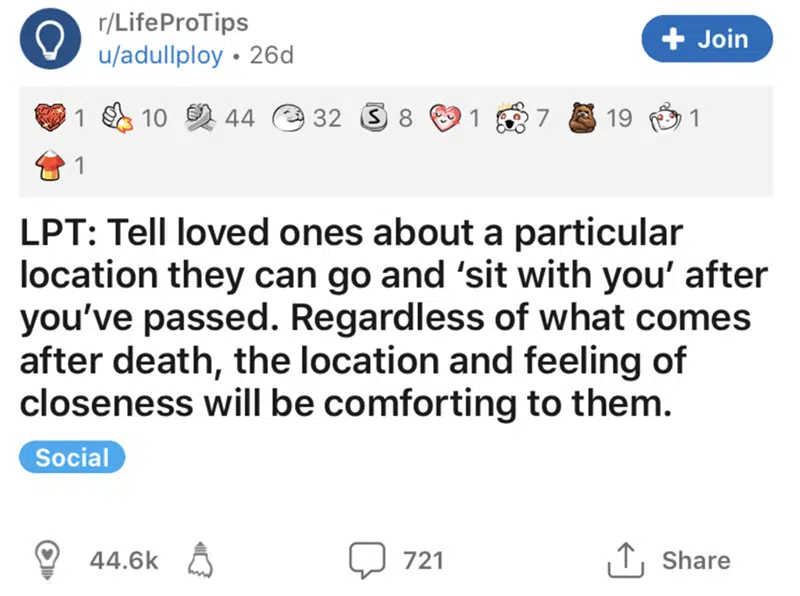 r/LifeProTips
u/adullploy • 26d
+ Join
1 10 44 32 S 8 1 7 19 1
1
LPT: Tell loved ones about a particular
location they can go and ‘sit with you’ after
you’ve passed. Regardless of what comes
after death, the location and feeling of
closeness will be comforting to them.
Social
44.6k 721 Share